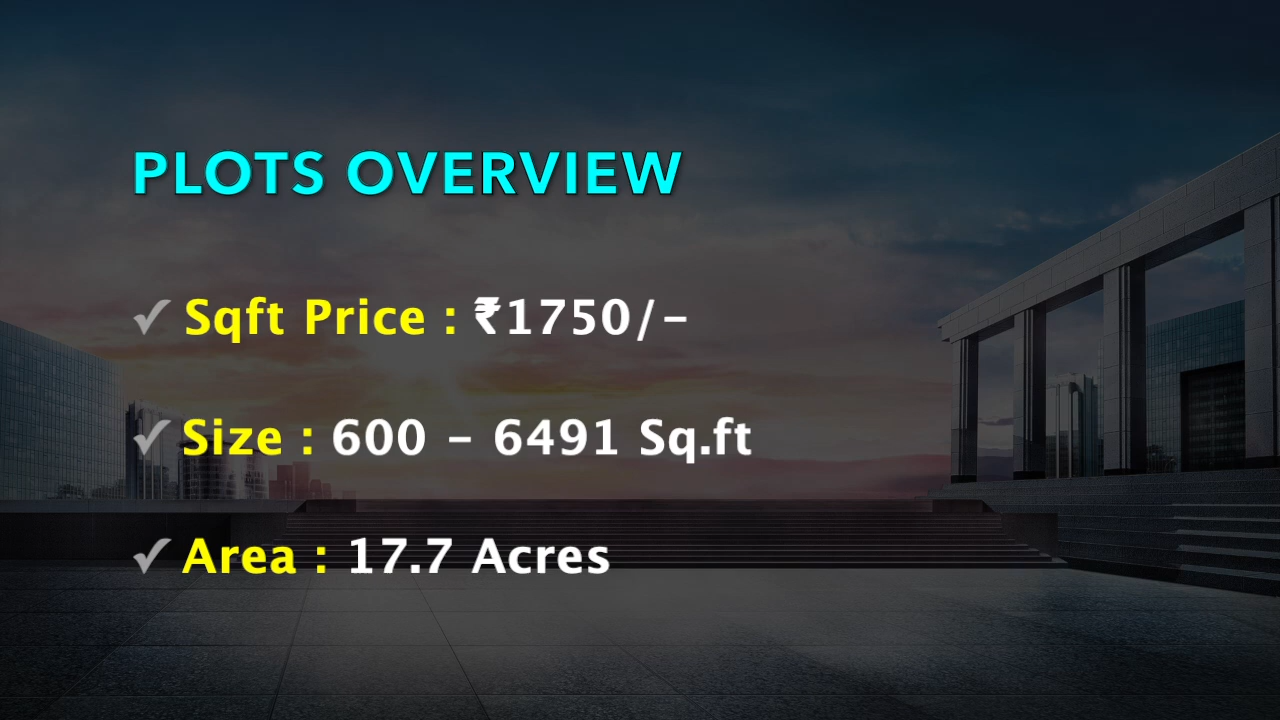 PLOTS OVERVIEW
✓ Sqft Price : ₹1750/-
✓ Size : 600 – 6491 Sq.ft
✓ Area : 17.7 Acres